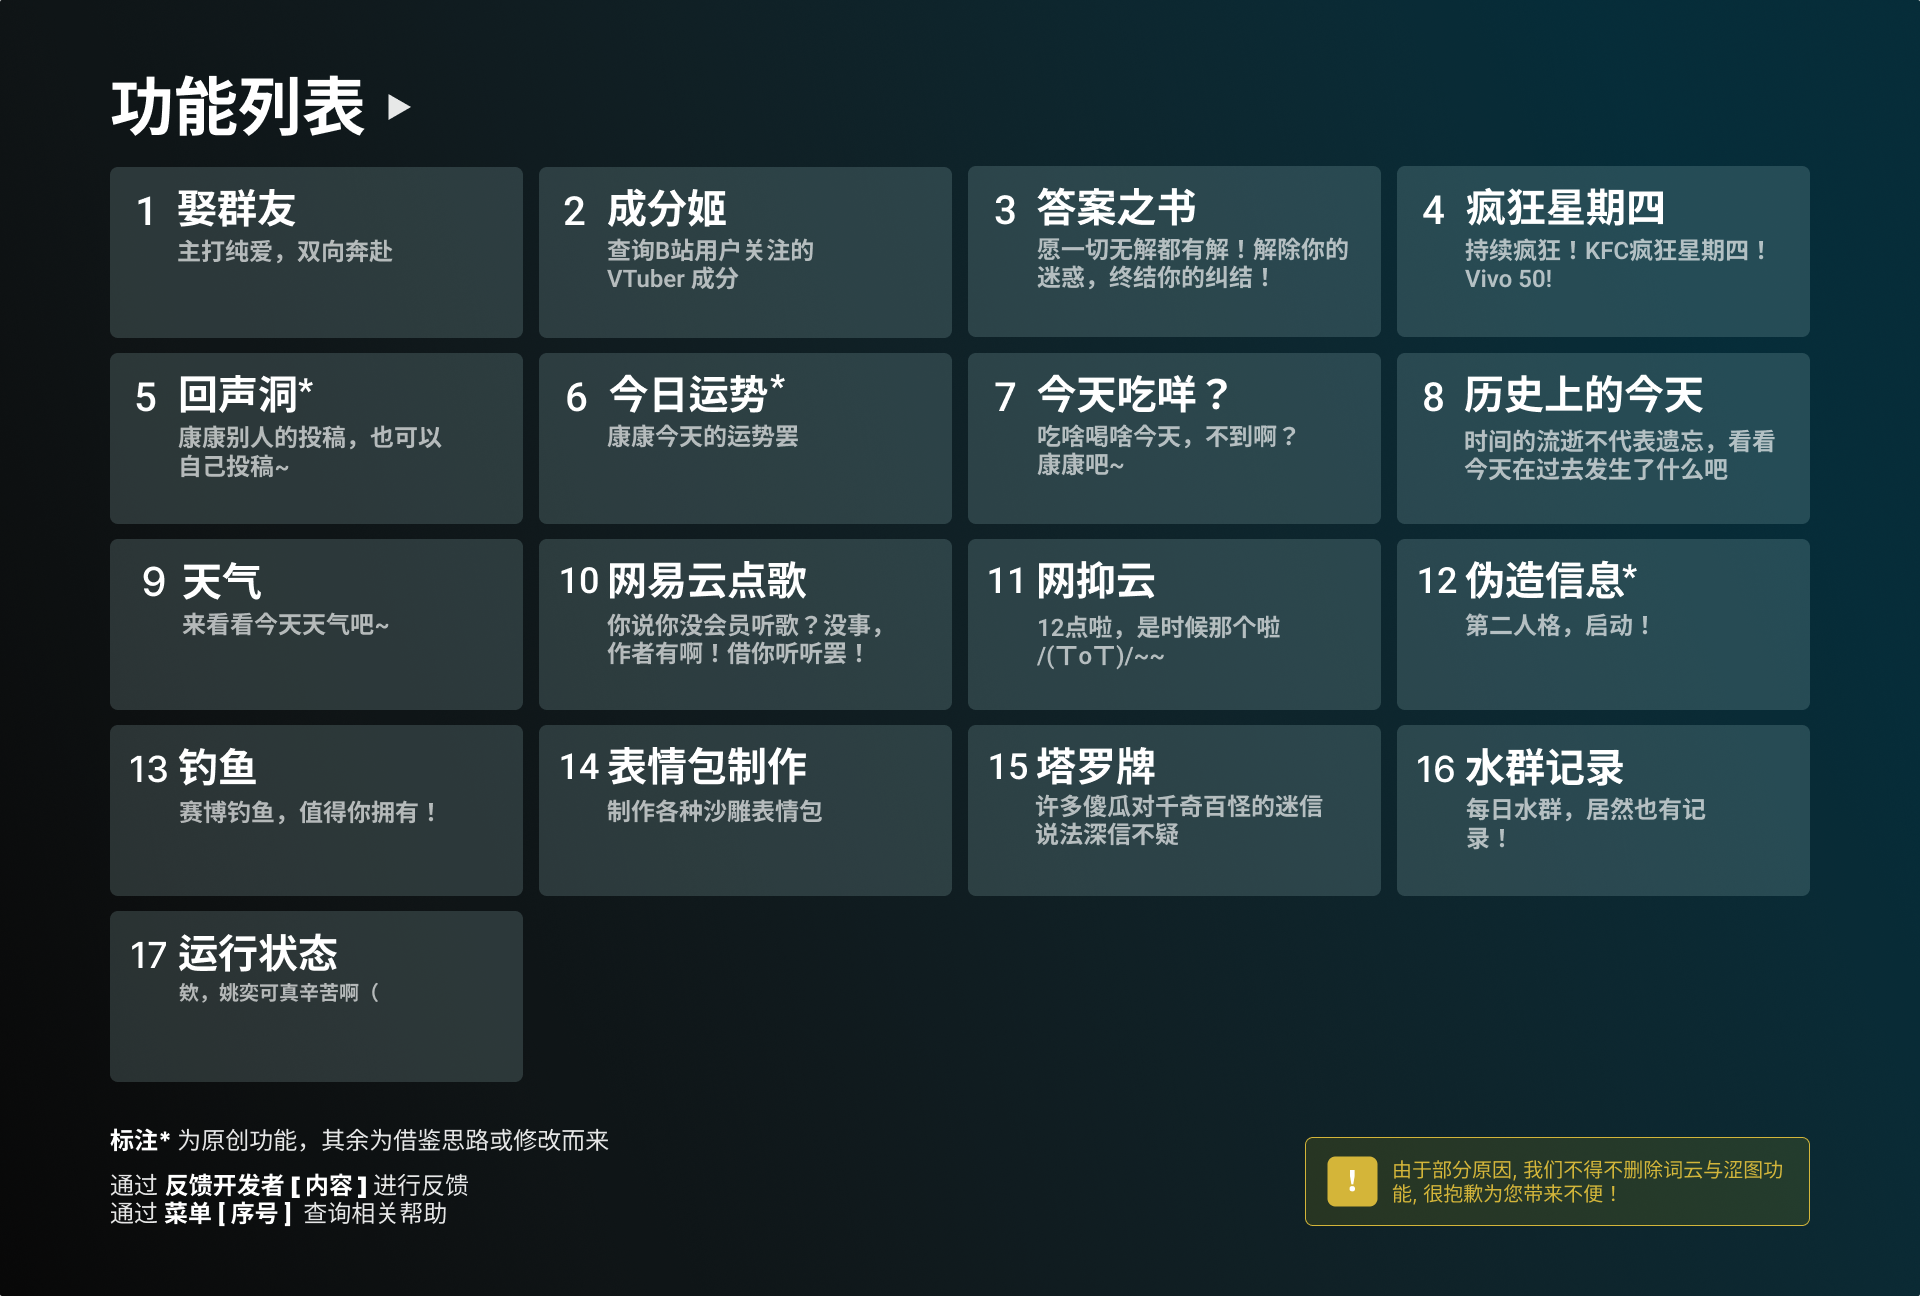 功能列表 ▶
1 娶群友
主打纯爱，双向奔赴
2 成分姬
查询B站用户关注的
VTuber 成分
3 答案之书
愿一切无解都有解！解除你的
迷惑，终结你的纠结！
4 疯狂星期四
持续疯狂！KFC疯狂星期四！
Vivo 50!
5 回声洞*
康康别人的投稿，也可以
自己投稿~
6 今日运势*
康康今天的运势罢
7 今天吃咩？
吃啥喝啥今天，不到啊？
康康吧~
8 历史上的今天
时间的流逝不代表遗忘，看看
今天在过去发生了什么吧
9 天气
来看看今天天气吧~
10 网易云点歌
你说你没会员听歌？没事，
作者有啊！借你听听罢！
11 网抑云
12点啦，是时候那个啦
/(ㄒoㄒ)/~~
12 伪造信息*
第二人格，启动！
13 钓鱼
赛博钓鱼，值得你拥有！
14 表情包制作
制作各种沙雕表情包
15 塔罗牌
许多傻瓜对千奇百怪的迷信
说法深信不疑
16 水群记录
每日水群，居然也有记
录！
17 运行状态
欸，姚奕可真辛苦啊（
标注* 为原创功能，其余为借鉴思路或修改而来
通过 反馈开发者 [ 内容 ] 进行反馈
通过 菜单 [ 序号 ] 查询相关帮助
! 由于部分原因, 我们不得不删除词云与涩图功
能, 很抱歉为您带来不便！